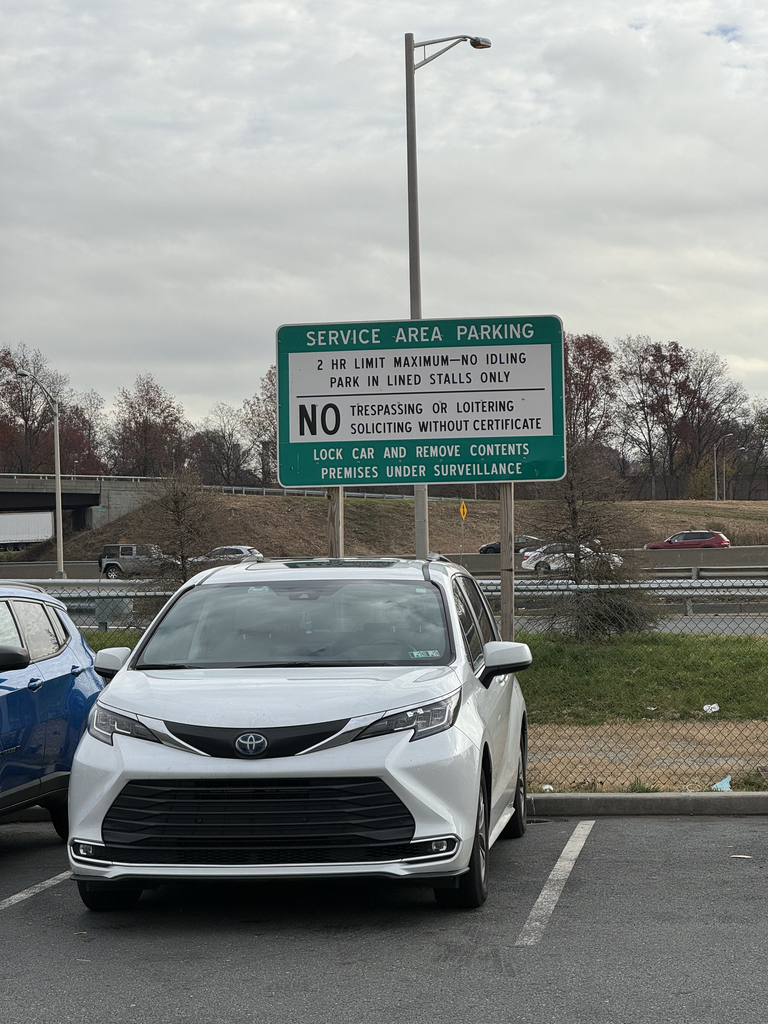 SERVICE AREA PARKING
2 HR LIMIT MAXIMUM—NO IDLING
PARK IN LINED STALLS ONLY
NO TRESPASSING OR LOITERING
SOLICITING WITHOUT CERTIFICATE
LOCK CAR AND REMOVE CONTENTS
PREMISES UNDER SURVEILLANCE